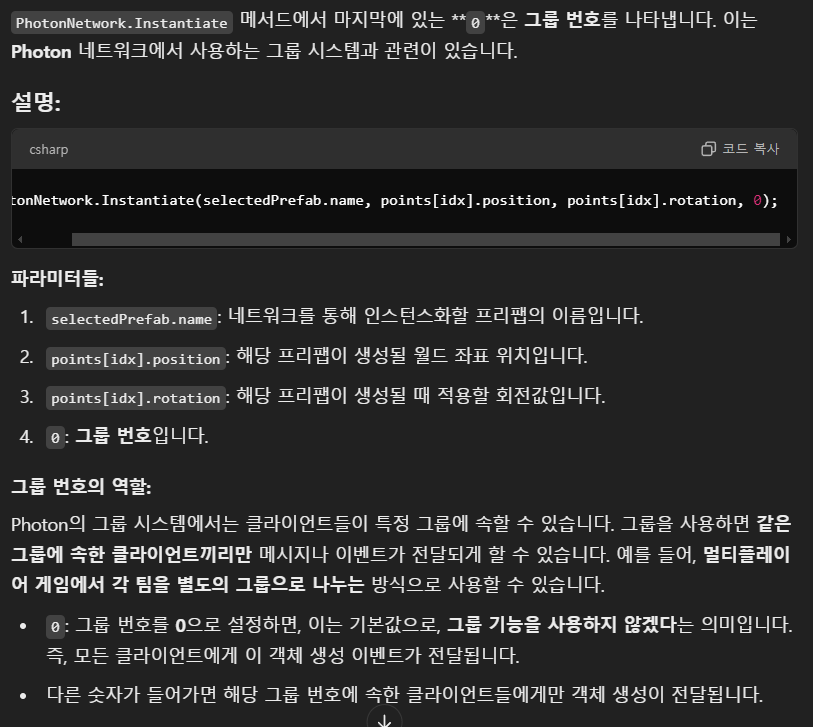 PhotonNetwork.Instantiate 메서드에서 마지막에 있는 **0**은 그룹 번호를 나타냅니다. 이는
Photon 네트워크에서 사용하는 그룹 시스템과 관련이 있습니다.
설명:
csharp
코드 복사
tonNetwork.Instantiate(selectedPrefab.name, points[idx].position, points[idx].rotation, 0);
파라미터들:
1. selectedPrefab.name: 네트워크를 통해 인스턴스화할 프리팹의 이름입니다.
2. points[idx].position: 해당 프리팹이 생성될 월드 좌표 위치입니다.
3. points[idx].rotation: 해당 프리팹이 생성될 때 적용할 회전값입니다.
4. 0: 그룹 번호입니다.
그룹 번호의 역할:
Photon의 그룹 시스템에서는 클라이언트들이 특정 그룹에 속할 수 있습니다. 그룹을 사용하면 같은
그룹에 속한 클라이언트끼리만 메시지나 이벤트가 전달되게 할 수 있습니다. 예를 들어, 멀티플레이
어 게임에서 각 팀을 별도의 그룹으로 나누는 방식으로 사용할 수 있습니다.
• 0: 그룹 번호를 0으로 설정하면, 이는 기본값으로, 그룹 기능을 사용하지 않겠다는 의미입니다.
즉, 모든 클라이언트에게 이 객체 생성 이벤트가 전달됩니다.
• 다른 숫자가 들어가면 해당 그룹 번호에 속한 클라이언트들에게만 객체 생성이 전달됩니다.